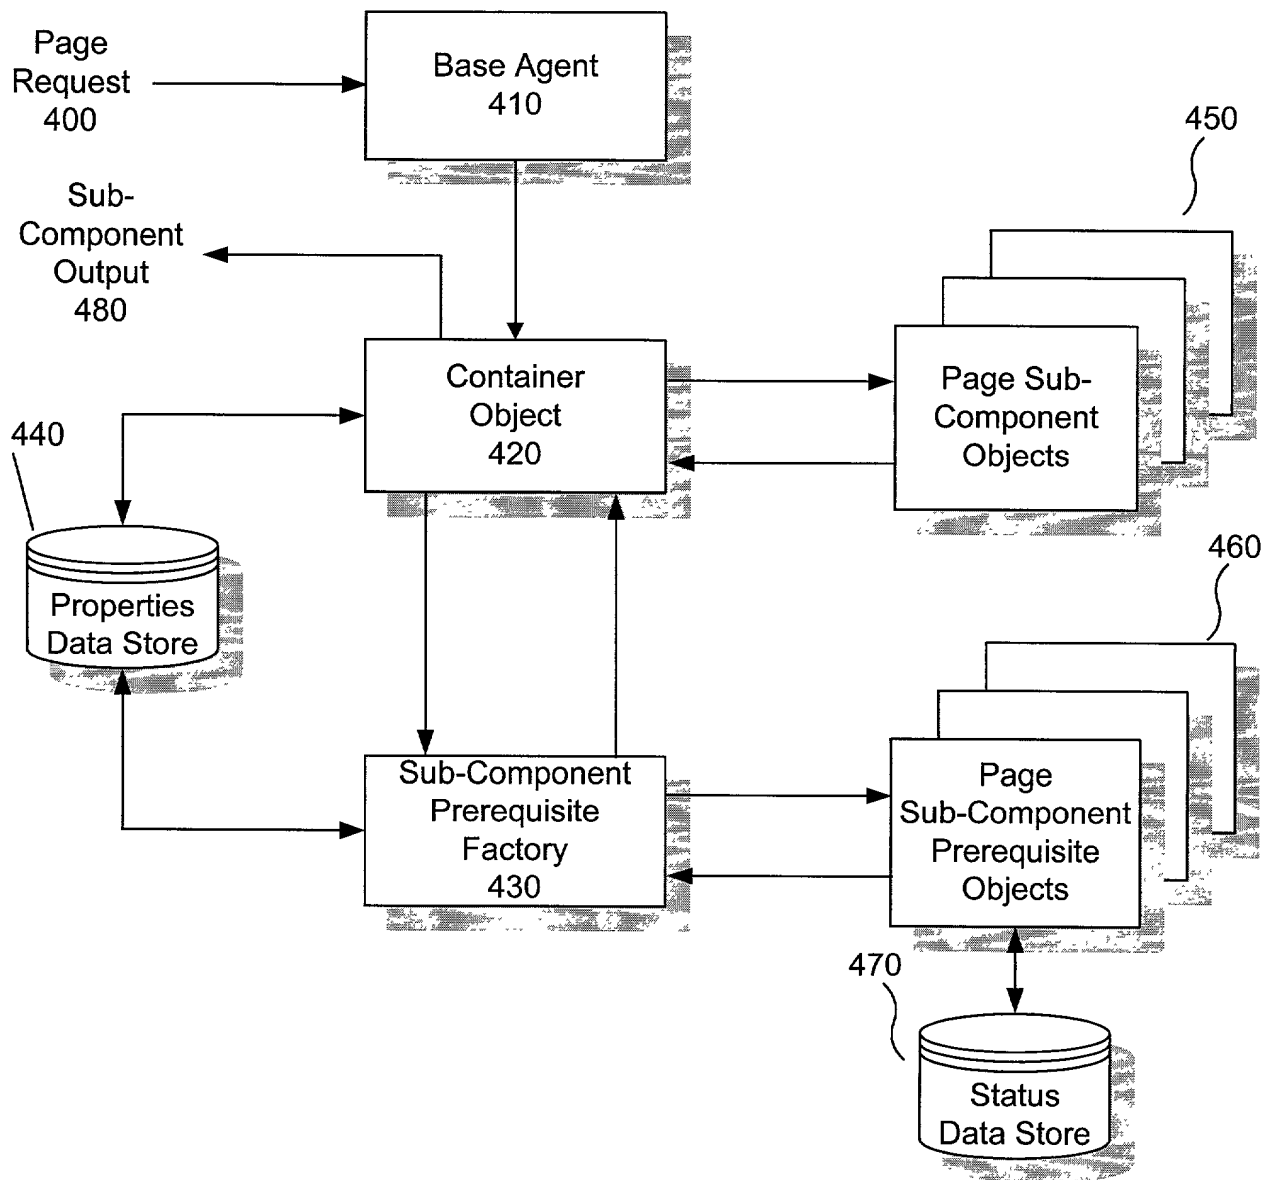 Page
Request
400
Base Agent
410
450
Sub-
Component
Output
480
Container
Object
420
Page Sub-
Component
Objects
440
Properties
Data Store
460
Sub-Component
Prerequisite
Factory
430
Page
Sub-Component
Prerequisite
Objects
470
Status
Data Store